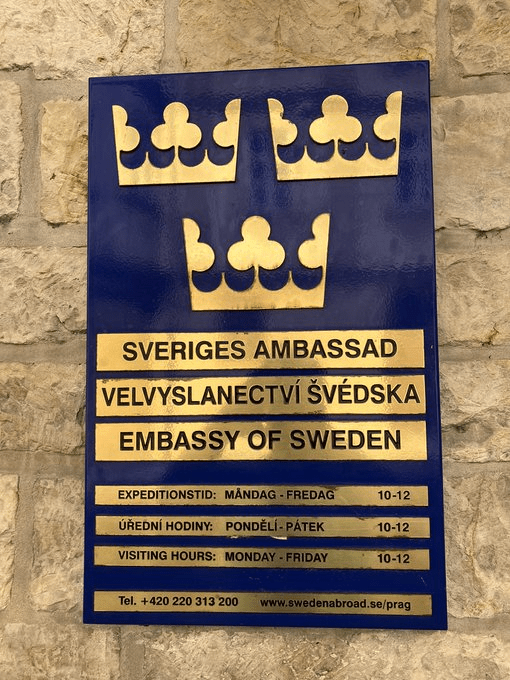 SVERIGES AMBASSAD
VELVYSLANECTVÍ ŠVÉDSKA
EMBASSY OF SWEDEN
EXPEDITIONSTID: MÅNDAG - FREDAG 10-12
ÚŘEDNÍ HODINY: PONDĚLÍ - PÁTEK 10-12
VISITING HOURS: MONDAY - FRIDAY 10-12
Tel. +420 220 313 200 www.swedenabroad.se/prag